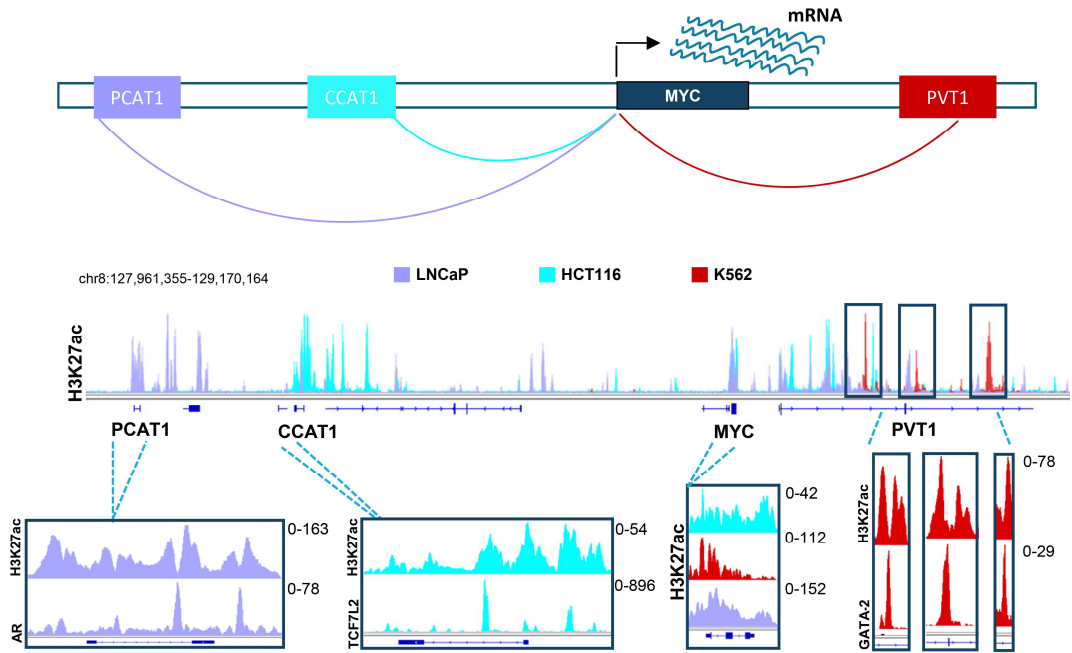 mRNA
PCAT1
CCAT1
MYC
PVT1
chr8:127,961,355-129,170,164
LNCaP
HCT116
K562
H3K27ac
PCAT1
CCAT1
MYC
PVT1
H3K27ac
0-163
AR
0-78
H3K27ac
0-54
TCF7L2
0-896
H3K27ac
0-42
0-112
0-152
H3K27ac
0-78
GATA-2
0-29